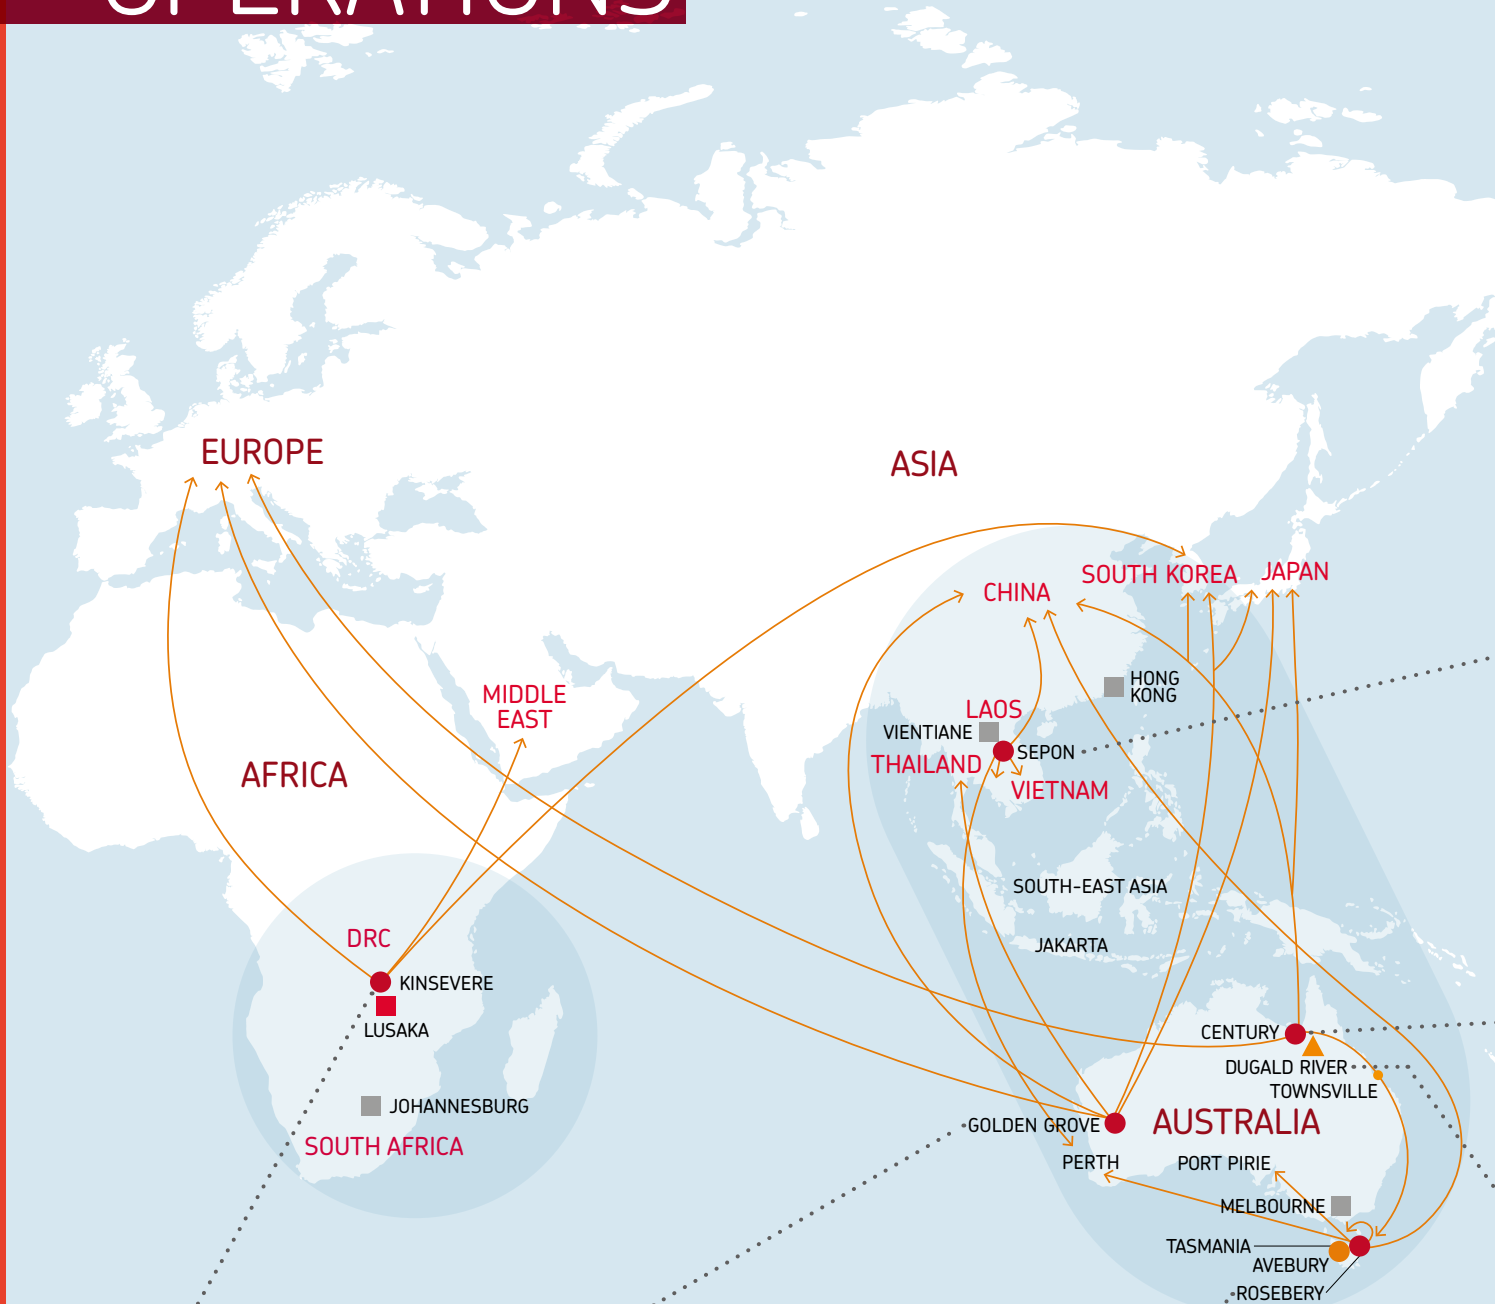 OPERATIONS
EUROPE
ASIA
SOUTH KOREA
JAPAN
CHINA
HONG
KONG
MIDDLE
EAST
LAOS
VIENTIANE
SEPON
THAILAND
VIETNAM
AFRICA
SOUTH-EAST ASIA
JAKARTA
DRC
KINSEVERE
LUSAKA
CENTURY
DUGALD RIVER
TOWNSVILLE
JOHANNESBURG
SOUTH AFRICA
GOLDEN GROVE
AUSTRALIA
PERTH
PORT PIRIE
MELBOURNE
TASMANIA
AVEBURY
ROSEBERY